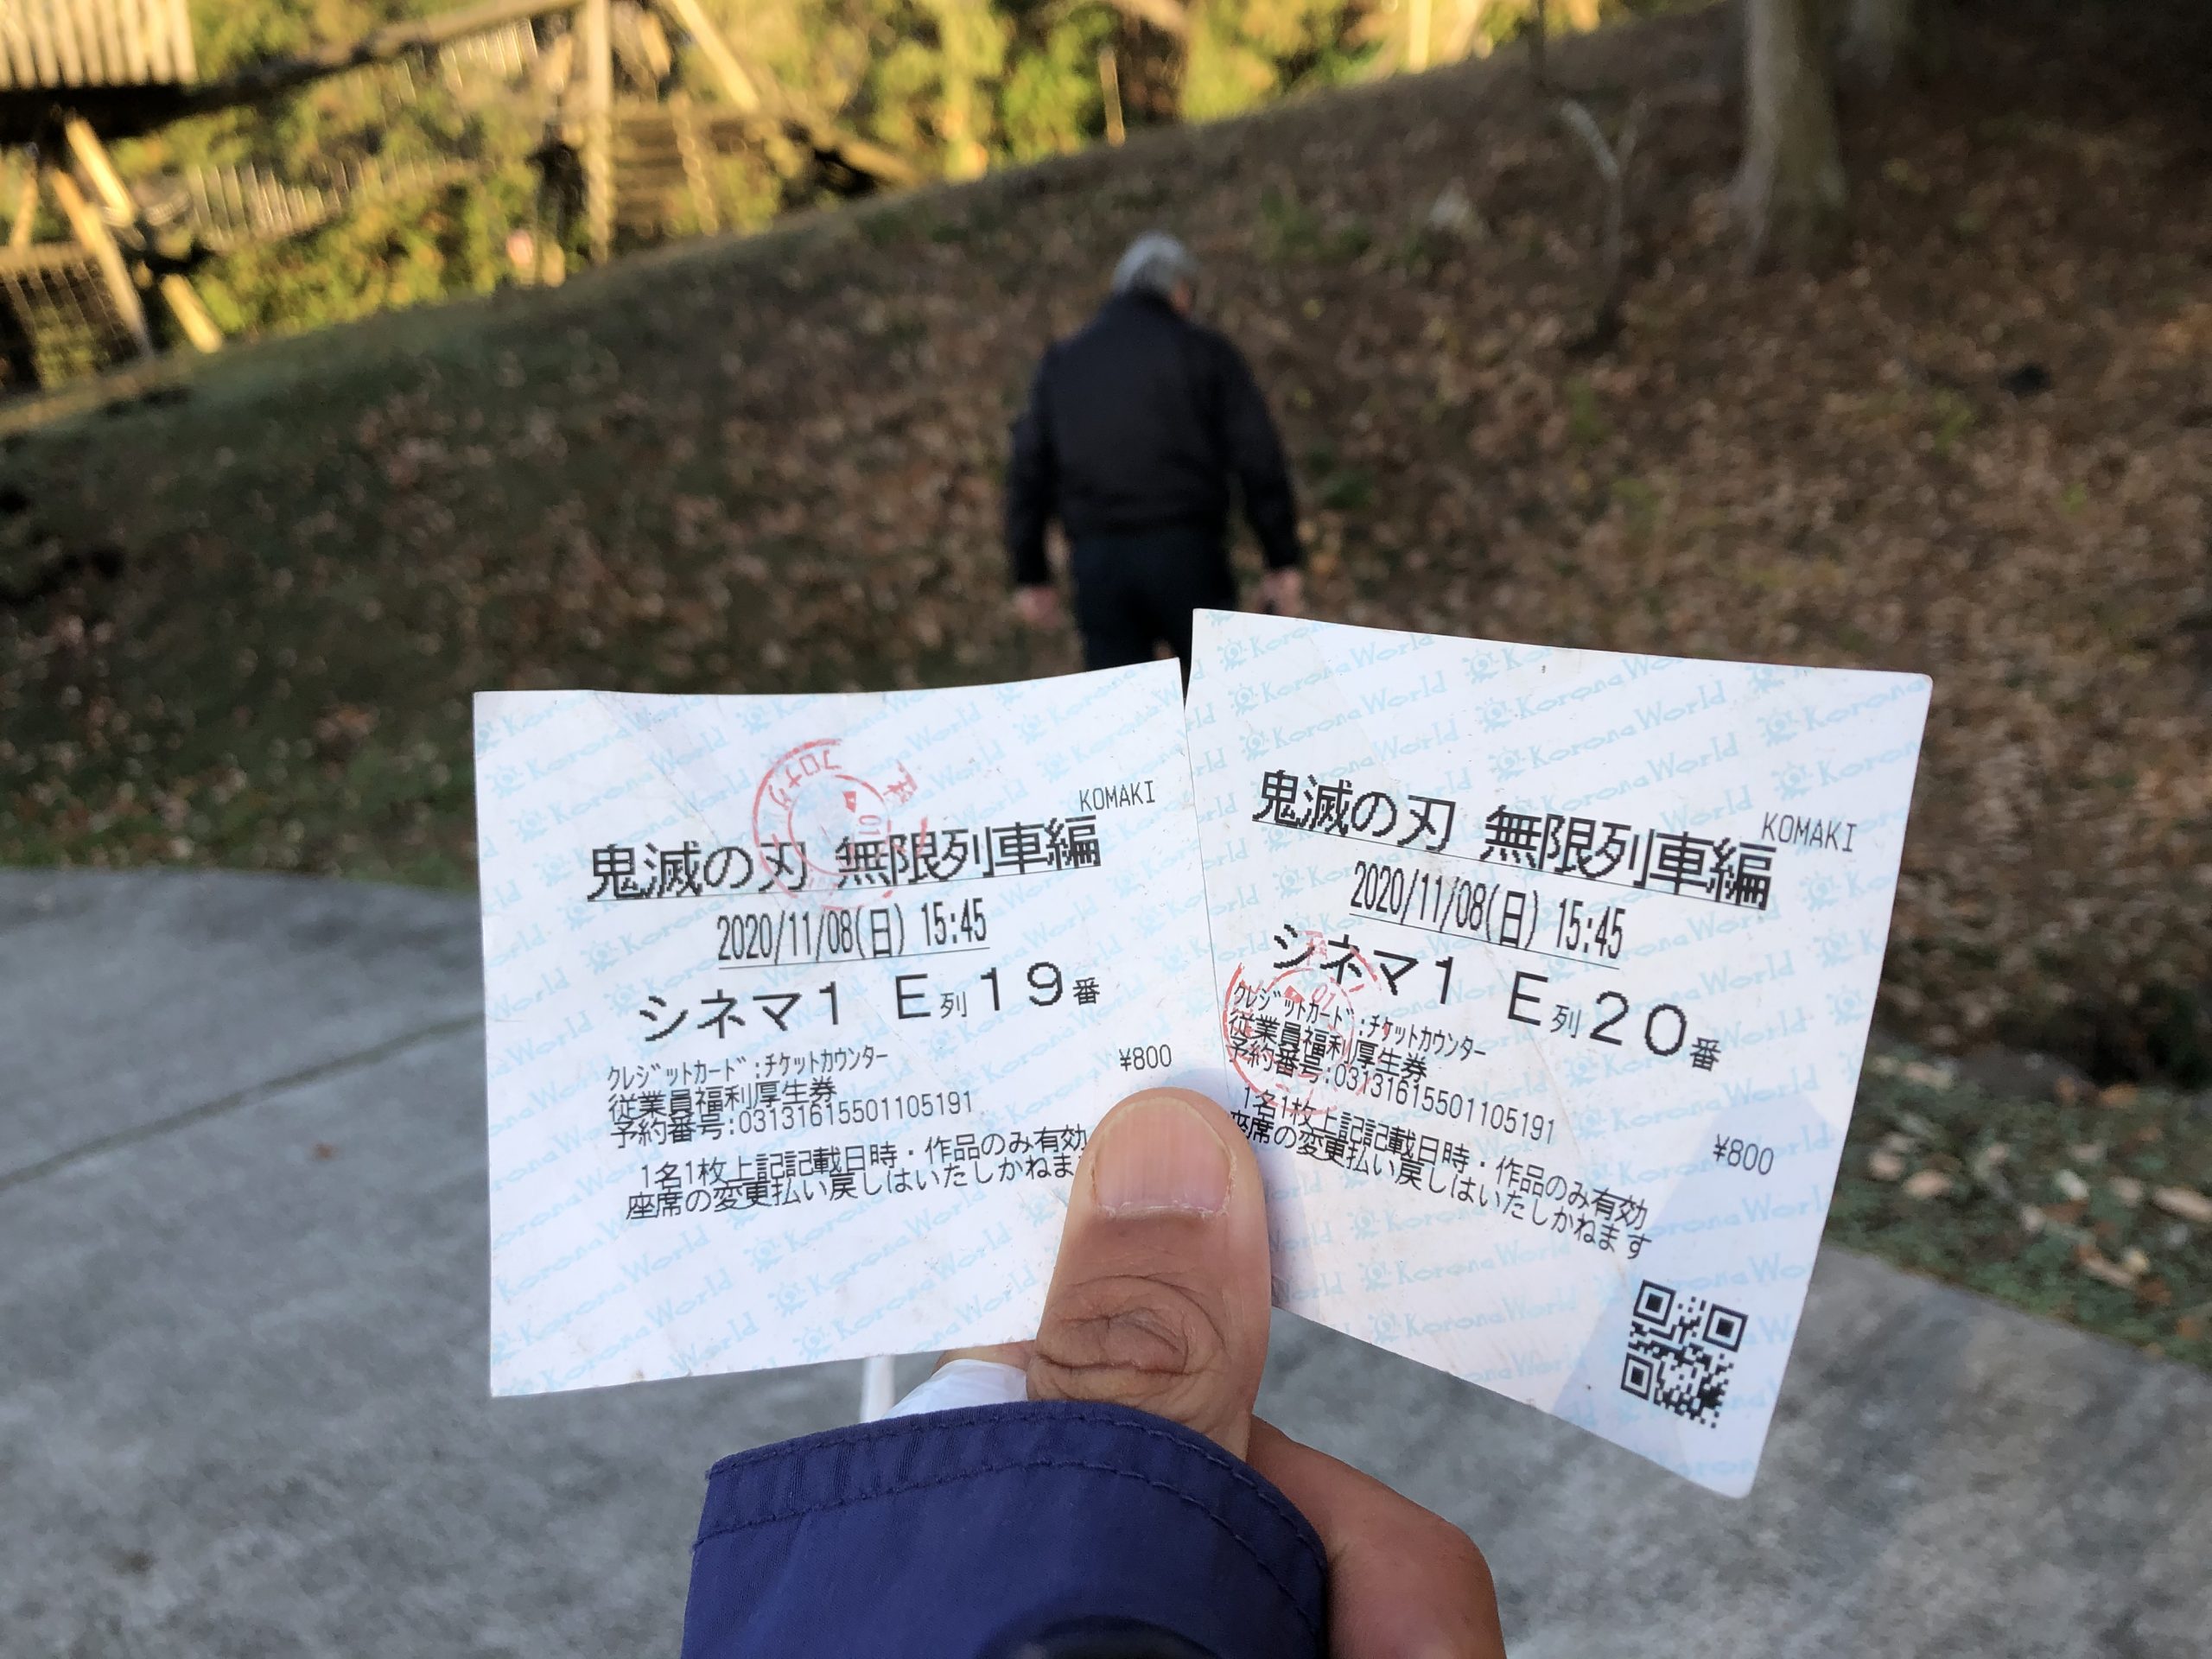 KOMAKI
鬼滅の刃 無限列車編
2020/11/08(日) 15:45
シネマ1 E列19番
クレジットカード:チケットカウンター
従業員福利厚生券 ¥800
予約番号:03131615501105191
1名1枚上記記載日時・作品のみ有効
座席の変更払い戻しはいたしかねま
KOMAKI
鬼滅の刃 無限列車編
2020/11/08(日) 15:45
シネマ1 E列20番
クレジットカード:チケットカウンター
従業員福利厚生券
予約番号:03131615501105191
¥800
1名1枚上記記載日時・作品のみ有効
座席の変更払い戻しはいたしかねます
Korona World